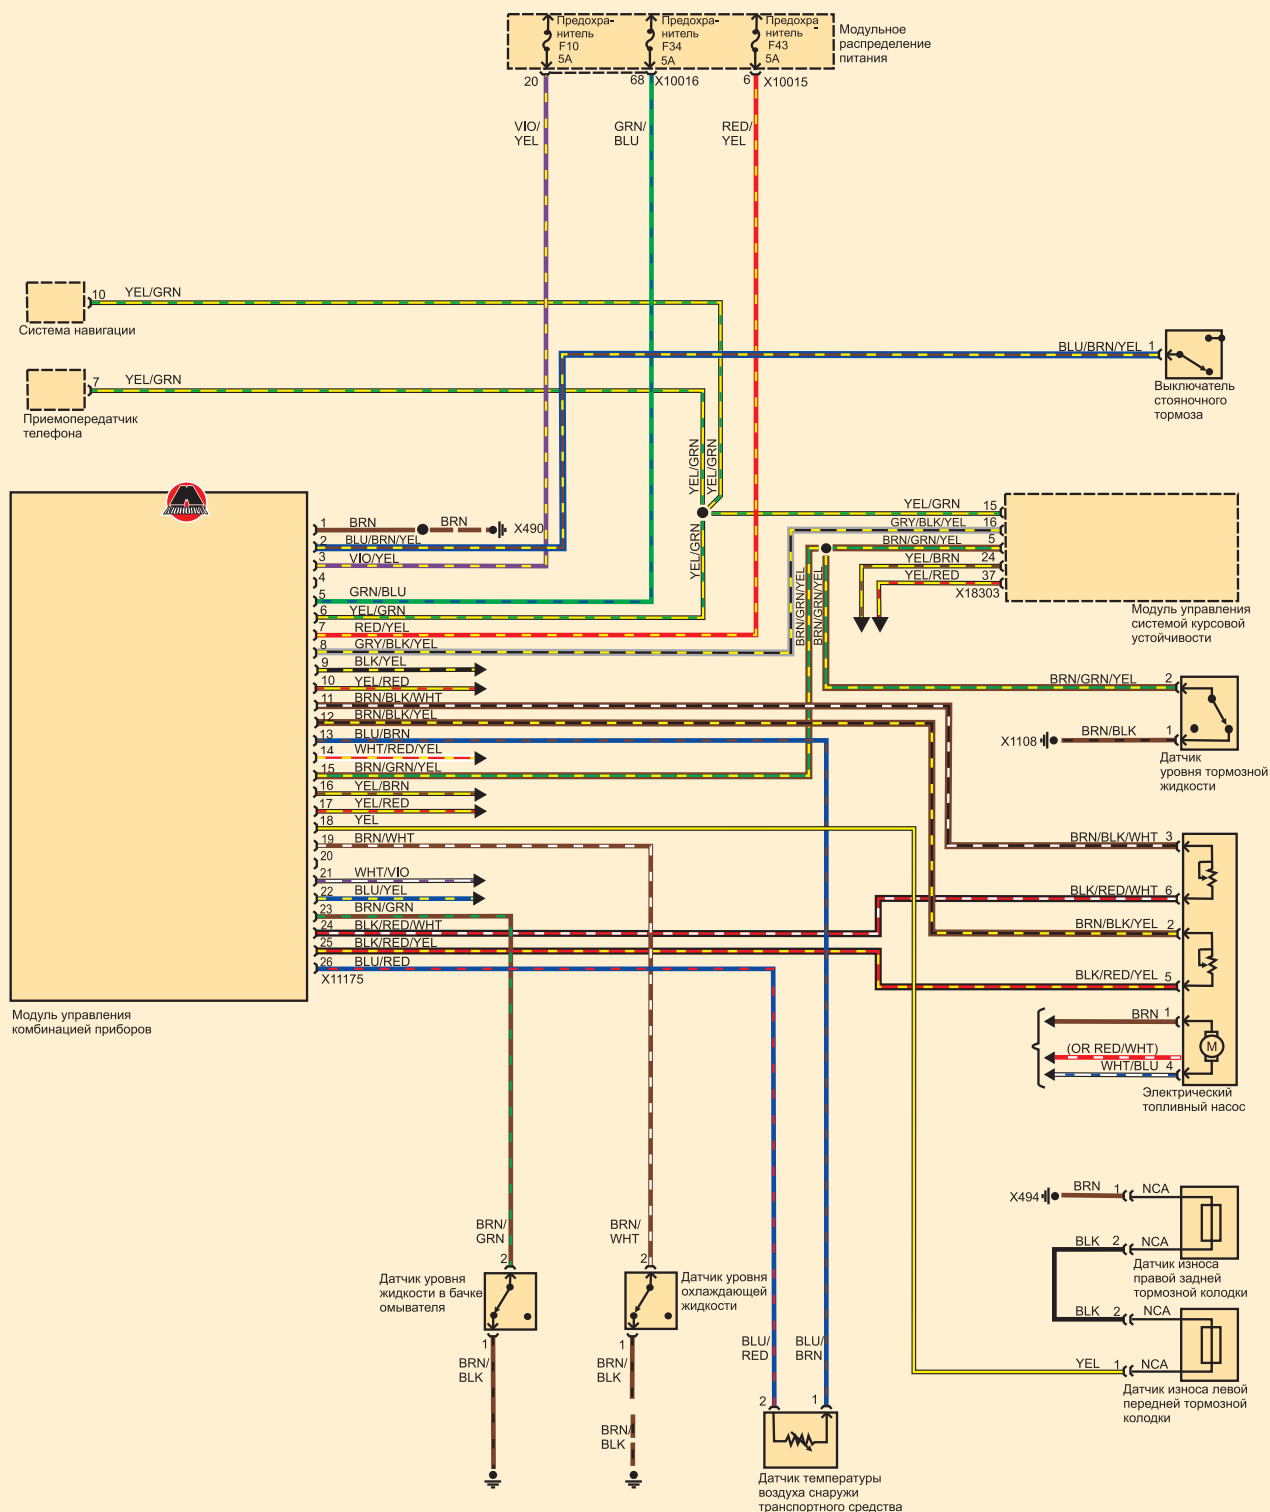 Предохра-
нитель
F10
5A
Предохра-
нитель
F34
5A
Предохра-
нитель
F43
5A
Модульное
распределение
питания
20
68
X10016
6
X10015
VIO/
YEL
GRN/
BLU
RED/
YEL
10
YEL/GRN
Система навигации
BLU/BRN/YEL 1
Выключатель
стояночного
тормоза
7
YEL/GRN
Приемопередатчик
телефона
YEL/GRN
YEL/GRN
YEL/GRN
YEL/GRN 15
GRY/BLK/YEL 16
BRN/GRN/YEL 5
YEL/BRN 24
YEL/RED 37
X18303
Модуль управления
системой курсовой
устойчивости
BRN/GRN/YEL
BRN/GRN/YEL
1 BRN
BRN
X490
2 BLU/BRN/YEL
3 VIO/YEL
4
5 GRN/BLU
6 YEL/GRN
7 RED/YEL
8 GRY/BLK/YEL
9 BLK/YEL
10 YEL/RED
11 BRN/BLK/WHT
12 BRN/BLK/YEL
13 BLU/BRN
14 WHT/RED/YEL
15 BRN/GRN/YEL
16 YEL/BRN
17 YEL/RED
18 YEL
19 BRN/WHT
20
21 WHT/VIO
22 BLU/YEL
23 BRN/GRN
24 BLK/RED/WHT
25 BLK/RED/YEL
26 BLU/RED
X11175
Модуль управления
комбинацией приборов
BRN/GRN/YEL 2
X1108
BRN/BLK 1
Датчик
уровня тормозной
жидкости
BRN/BLK/WHT 3
BLK/RED/WHT 6
BRN/BLK/YEL 2
BLK/RED/YEL 5
BRN 1
(OR RED/WHT)
WHT/BLU 4
M
Электрический
топливный насос
X494
BRN 1 NCA
BLK 2 NCA
Датчик износа
правой задней
тормозной колодки
BLK 2 NCA
YEL 1 NCA
Датчик износа левой
передней тормозной
колодки
BRN/
GRN
2
Датчик уровня
жидкости в бачке
омывателя
1
BRN/
BLK
BRN/
WHT
2
Датчик уровня
охлаждающей
жидкости
1
BRN/
BLK
BRN/
BLK
BLU/
RED
BLU/
BRN
2
1
Датчик температуры
воздуха снаружи
транспортного средства